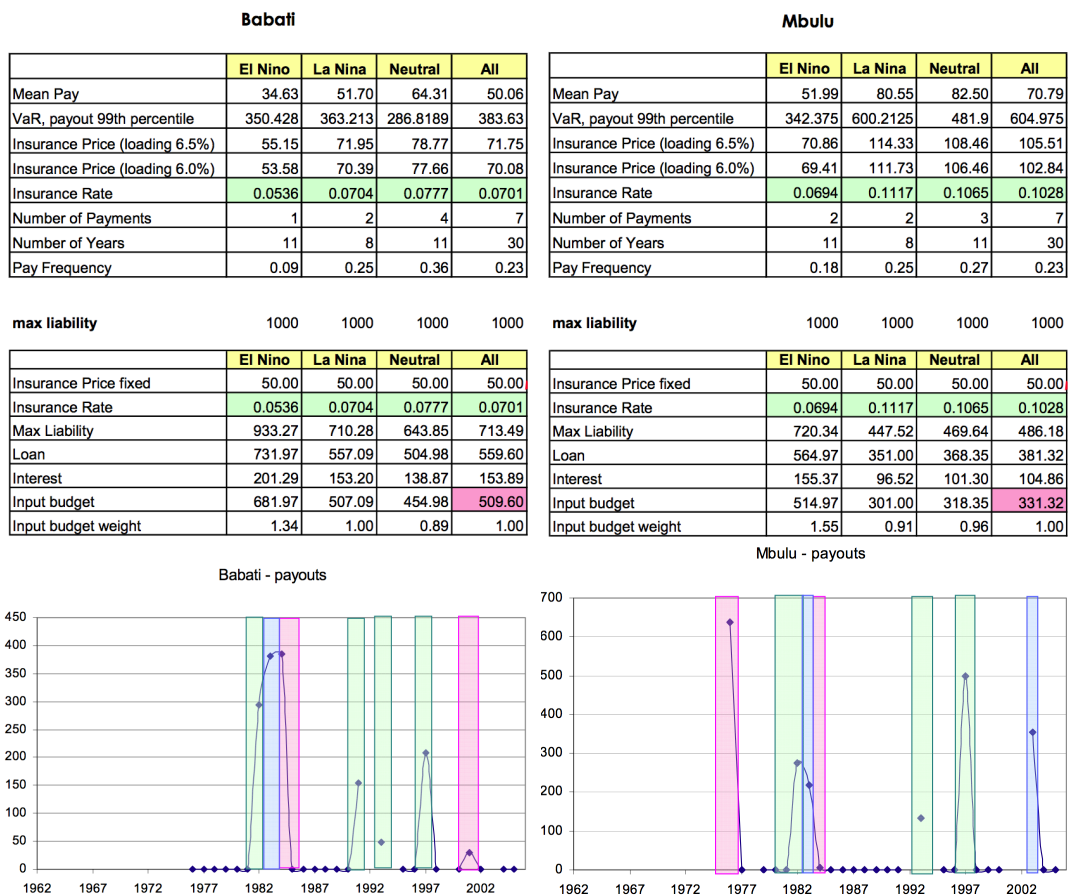 Babati
El Nino La Nina Neutral All
Mean Pay 34.63 51.70 64.31 50.06
VaR, payout 99th percentile 350.428 363.213 286.8189 383.63
Insurance Price (loading 6.5%) 55.15 71.95 78.77 71.75
Insurance Price (loading 6.0%) 53.58 70.39 77.66 70.08
Insurance Rate 0.0536 0.0704 0.0777 0.0701
Number of Payments 1 2 4 7
Number of Years 11 8 11 30
Pay Frequency 0.09 0.25 0.36 0.23
max liability 1000 1000 1000 1000
El Nino La Nina Neutral All
Insurance Price fixed 50.00 50.00 50.00 50.00
Insurance Rate 0.0536 0.0704 0.0777 0.0701
Max Liability 933.27 710.28 643.85 713.49
Loan 731.97 557.09 504.98 559.60
Interest 201.29 153.20 138.87 153.89
Input budget 681.97 507.09 454.98 509.60
Input budget weight 1.34 1.00 0.89 1.00
Babati - payouts
450
400
350
300
250
200
150
100
50
0
1962 1967 1972 1977 1982 1987 1992 1997 2002
Mbulu
El Nino La Nina Neutral All
Mean Pay 51.99 80.55 82.50 70.79
VaR, payout 99th percentile 342.375 600.2125 481.9 604.975
Insurance Price (loading 6.5%) 70.86 114.33 108.46 105.51
Insurance Price (loading 6.0%) 69.41 111.73 106.46 102.84
Insurance Rate 0.0694 0.1117 0.1065 0.1028
Number of Payments 2 2 3 7
Number of Years 11 8 11 30
Pay Frequency 0.18 0.25 0.27 0.23
max liability 1000 1000 1000 1000
El Nino La Nina Neutral All
Insurance Price fixed 50.00 50.00 50.00 50.00
Insurance Rate 0.0694 0.1117 0.1065 0.1028
Max Liability 720.34 447.52 469.64 486.18
Loan 564.97 351.00 368.35 381.32
Interest 155.37 96.52 101.30 104.86
Input budget 514.97 301.00 318.35 331.32
Input budget weight 1.55 0.91 0.96 1.00
Mbulu - payouts
700
600
500
400
300
200
100
0
1962 1967 1972 1977 1982 1987 1992 1997 2002